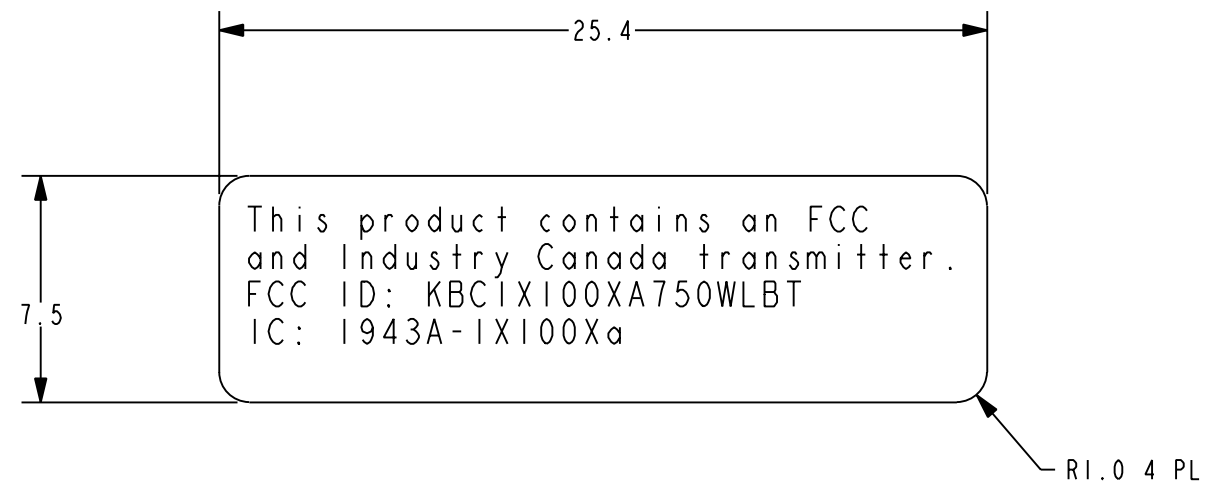 25.4
This product contains an FCC
and Industry Canada transmitter.
FCC ID: KBCIX100XA750WLBT
IC: 1943A-IX100Xa
7.5
R1.0 4 PL